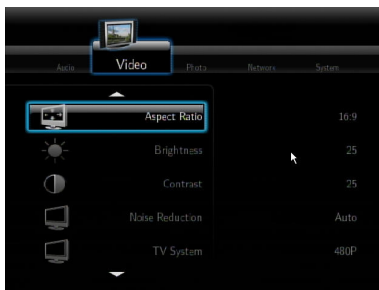 Audio Video Photo Network System
Aspect Ratio 16:9
Brightness 25
Contrast 25
Noise Reduction Auto
TV System 480P